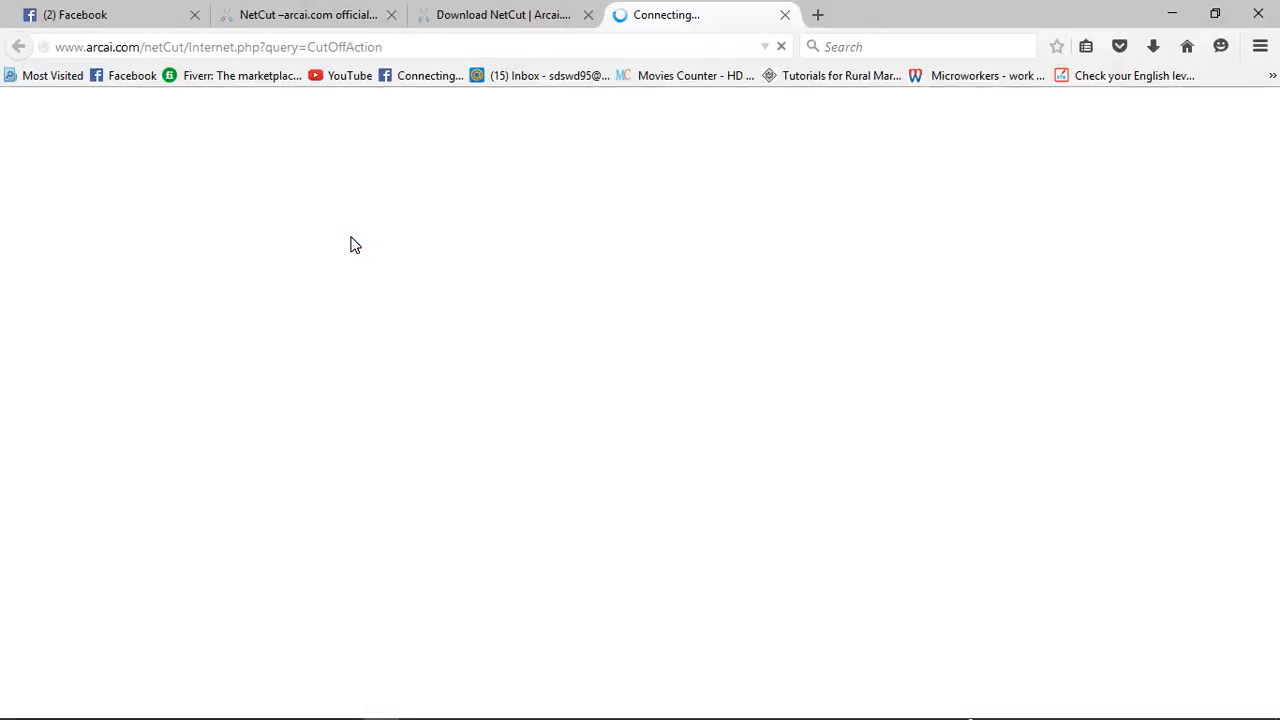 (2) Facebook
NetCut –arcai.com official...
Download NetCut | Arcai....
Connecting...
www.arcai.com/netCut/Internet.php?query=CutOffAction
Search
Most Visited
Facebook
Fiverr: The marketplac...
YouTube
Connecting...
(15) Inbox - sdswd95@...
MC Movies Counter - HD ...
Tutorials for Rural Mar...
Microworkers - work ...
Check your English lev...